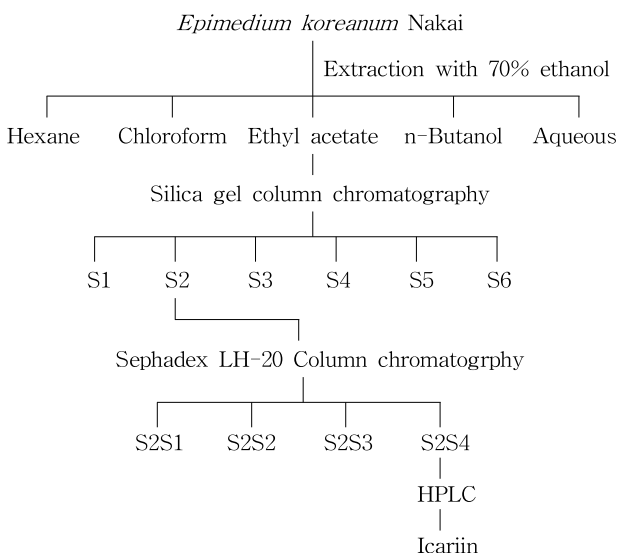 Epimedium koreanum Nakai
Extraction with 70% ethanol
Hexane Chloroform Ethyl acetate n-Butanol Aqueous
Silica gel column chromatography
S1 S2 S3 S4 S5 S6
Sephadex LH-20 Column chromatogrphy
S2S1 S2S2 S2S3 S2S4
HPLC
Icariin